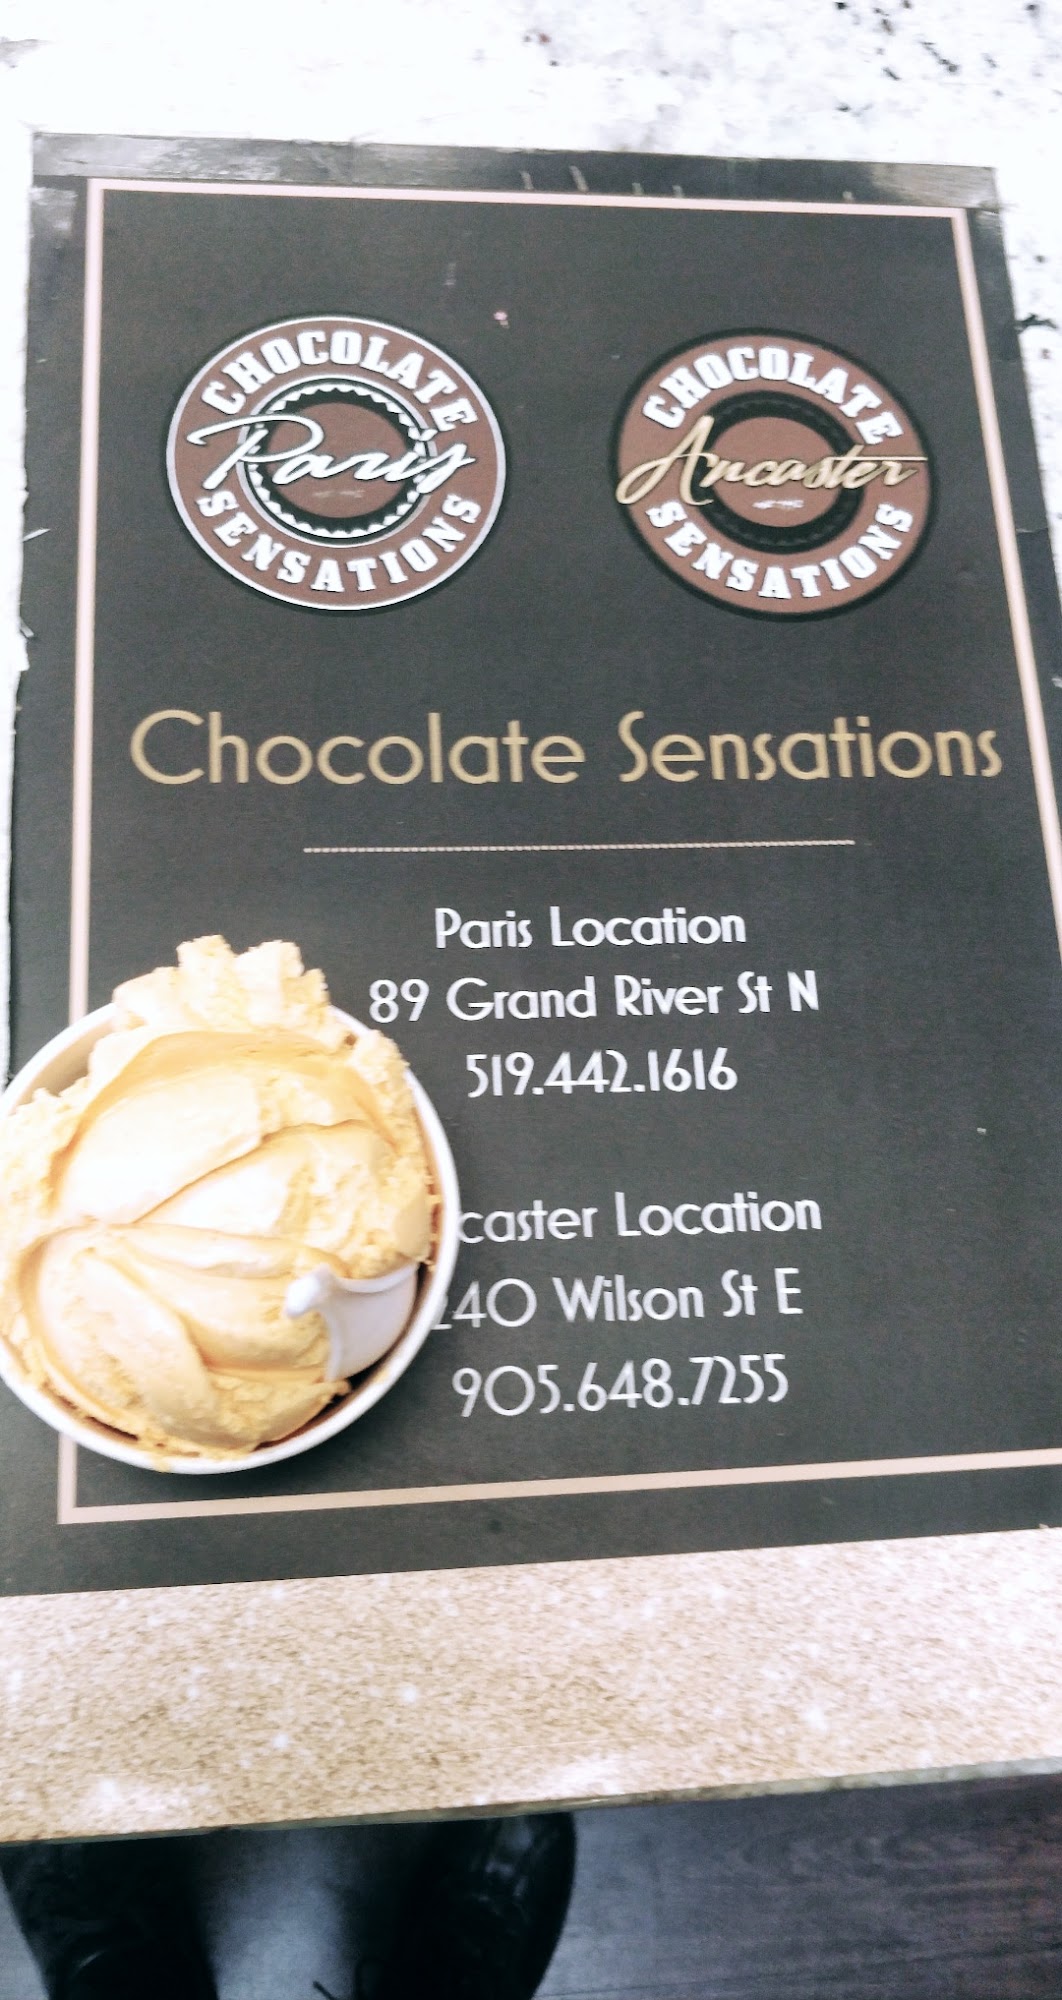 CHOCOLATE
Paris
SENSATIONS
CHOCOLATE
Ancaster
SENSATIONS
Chocolate Sensations
Paris Location
89 Grand River St N
519.442.1616
caster Location
240 Wilson St E
905.648.7255